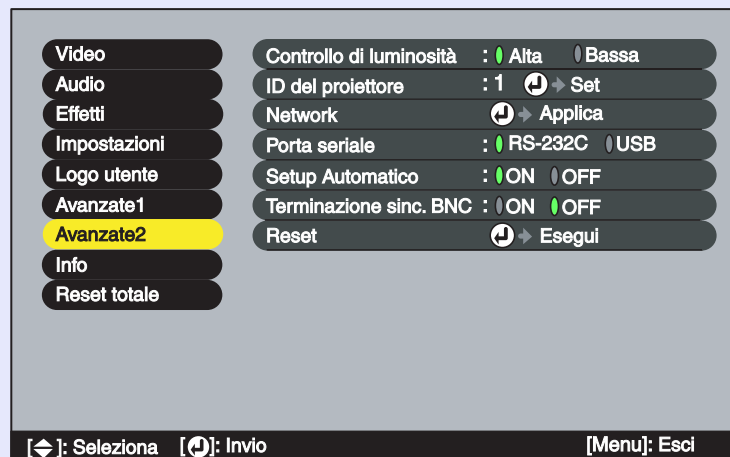 Video
Audio
Effetti
Impostazioni
Logo utente
Avanzate1
Avanzate2
Info
Reset totale
Controllo di luminosità : Alta Bassa
ID del proiettore : 1 Set
Network Applica
Porta seriale : RS-232C USB
Setup Automatico : ON OFF
Terminazione sinc. BNC : ON OFF
Reset Esegui
[ ]: Seleziona [ ]: Invio [Menu]: Esci